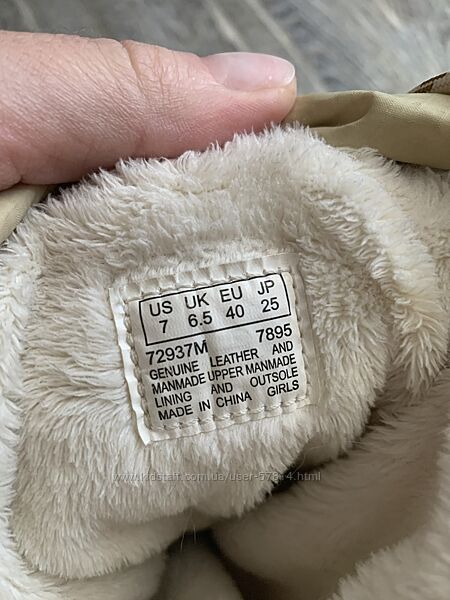 US UK EU JP
7 6.5 40 25
72937M 7895
GENUINE LEATHER AND
MANMADE UPPER MANMADE
LINING AND OUTSOLE
MADE IN CHINA GIRLS